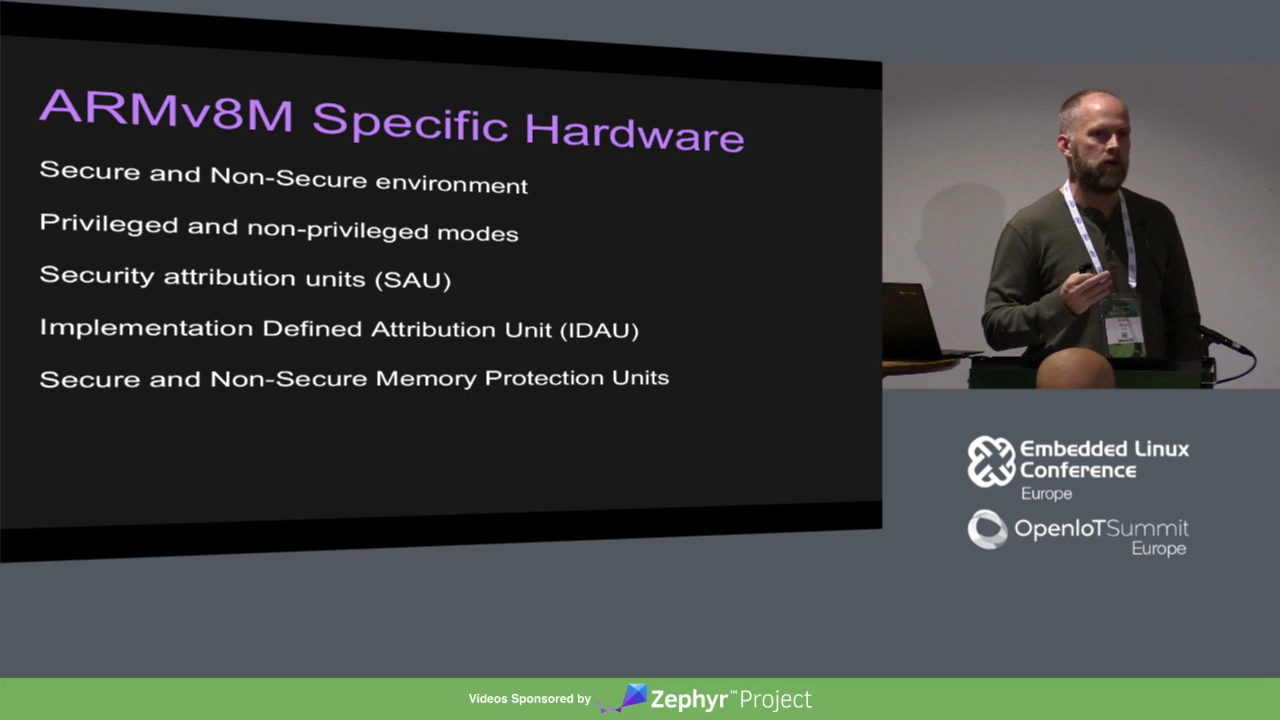 ARMv8M Specific Hardware
Secure and Non-Secure environment
Privileged and non-privileged modes
Security attribution units (SAU)
Implementation Defined Attribution Unit (IDAU)
Secure and Non-Secure Memory Protection Units
Embedded Linux
Conference
Europe
OpenIoTSummit
Europe
Videos Sponsored by Zephyr™Project